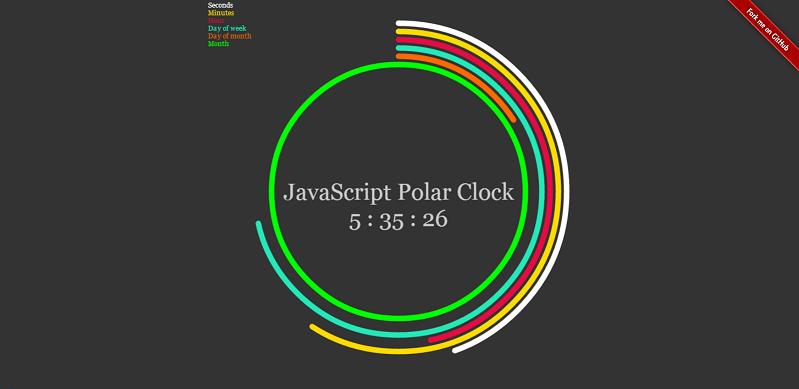 Seconds
Minutes
Hour
Day of week
Day of month
Month
Fork me on GitHub
JavaScript Polar Clock
5 : 35 : 26